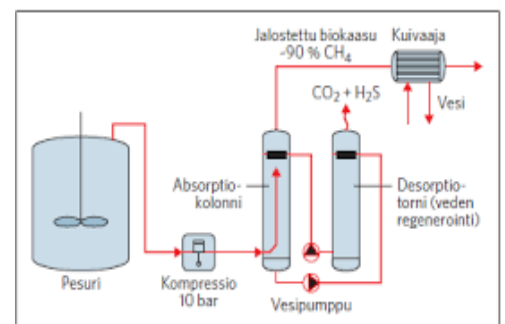 Jalostettu biokaasu
-90 % CH₄
Kuivaaja
CO₂ + H₂S
Vesi
Absorptio-
kolonni
Desorptio-
torni (veden
regenerointi)
Pesuri
Kompressio
10 bar
Vesipumppu